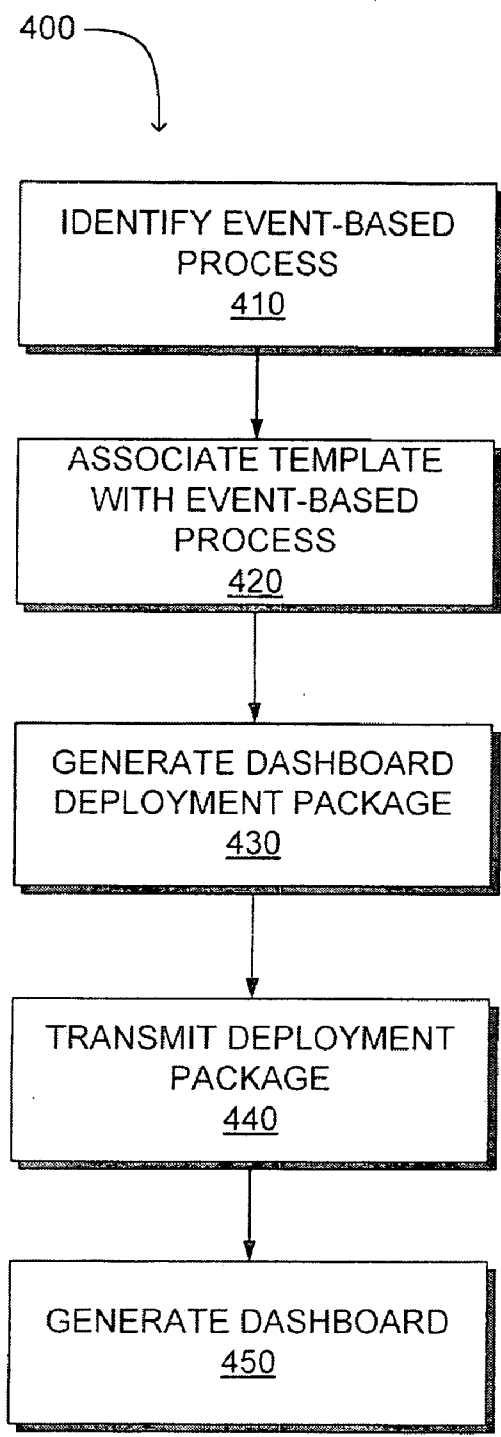 400
IDENTIFY EVENT-BASED
PROCESS
410
ASSOCIATE TEMPLATE
WITH EVENT-BASED
PROCESS
420
GENERATE DASHBOARD
DEPLOYMENT PACKAGE
430
TRANSMIT DEPLOYMENT
PACKAGE
440
GENERATE DASHBOARD
450